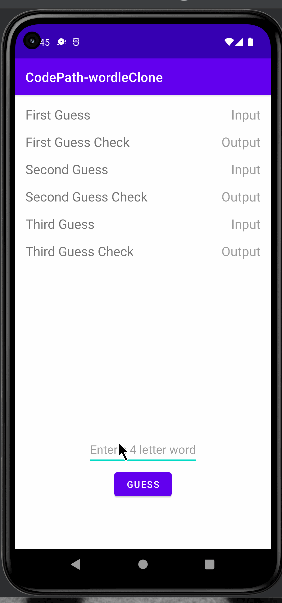 45
CodePath-wordleClone
First Guess Input
First Guess Check Output
Second Guess Input
Second Guess Check Output
Third Guess Input
Third Guess Check Output
Enter 4 letter word
GUESS